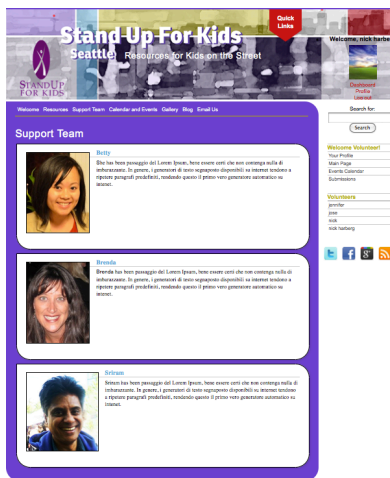 Quick
Links
Stand Up For Kids
Seattle Resources for Kids on the Street
Welcome, nick harbe
STANDUP
FOR KIDS
Dashboard
Profile
Logout
Welcome Resources Support Team Calendar and Events Gallery Blog Email Us
Search for:
Search
Support Team
Betty
She has been passaggio del Lorem Ipsum, bene essere certi che non contenga nulla di
imbarazzante. In genere, i generatori di testo segnaposto disponibili su internet tendono a
ripetere paragrafi predefiniti, rendendo questo il primo vero generatore automatico su
internet.
Welcome Volunteer!
Your Profile
Main Page
Events Calendar
Submissions
Volunteers
jennifer
jose
nick
nick harberg
Brenda
Brenda has been passaggio del Lorem Ipsum, bene essere certi che non contenga nulla di
imbarazzante. In genere, i generatori di testo segnaposto disponibili su internet tendono a
ripetere paragrafi predefiniti, rendendo questo il primo vero generatore automatico su
internet.
Sriram
Sriram has been passaggio del Lorem Ipsum, bene essere certi che non contenga nulla di
imbarazzante. In genere, i generatori di testo segnaposto disponibili su internet tendono a
ripetere paragrafi predefiniti, rendendo questo il primo vero generatore automatico su
internet.